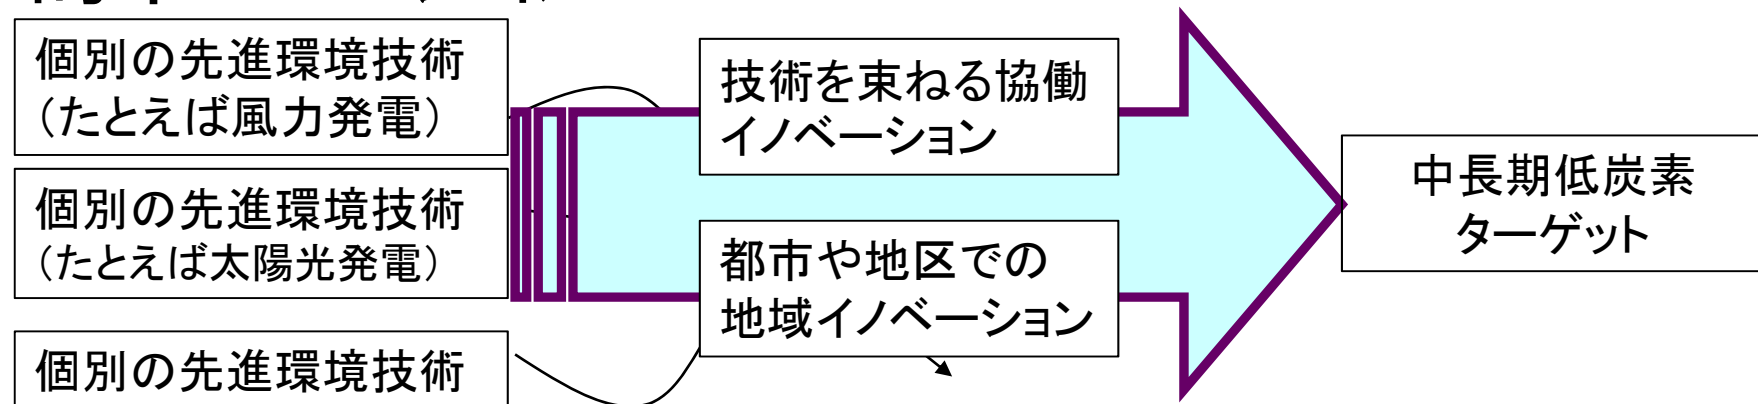 個別の先進環境技術
（たとえば風力発電）
個別の先進環境技術
（たとえば太陽光発電）
個別の先進環境技術
技術を束ねる協働
イノベーション
都市や地区での
地域イノベーション
中長期低炭素
ターゲット